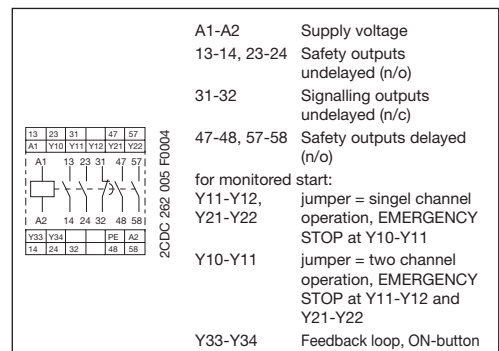 13 23 31 47 57
A1 Y10 Y11 Y12 Y21 Y22
A1 13 23 31 47 57
A2 14 24 32 48 58
Y33 Y34 PE A2
14 24 32 48 58
2CDC 262 005 F0004
A1-A2 Supply voltage
13-14, 23-24 Safety outputs
undelayed (n/o)
31-32 Signalling outputs
undelayed (n/c)
47-48, 57-58 Safety outputs delayed
(n/o)
for monitored start:
Y11-Y12, jumper = singel channel
Y21-Y22 operation, EMERGENCY
STOP at Y10-Y11
Y10-Y11 jumper = two channel
operation, EMERGENCY
STOP at Y11-Y12 and
Y21-Y22
Y33-Y34 Feedback loop, ON-button